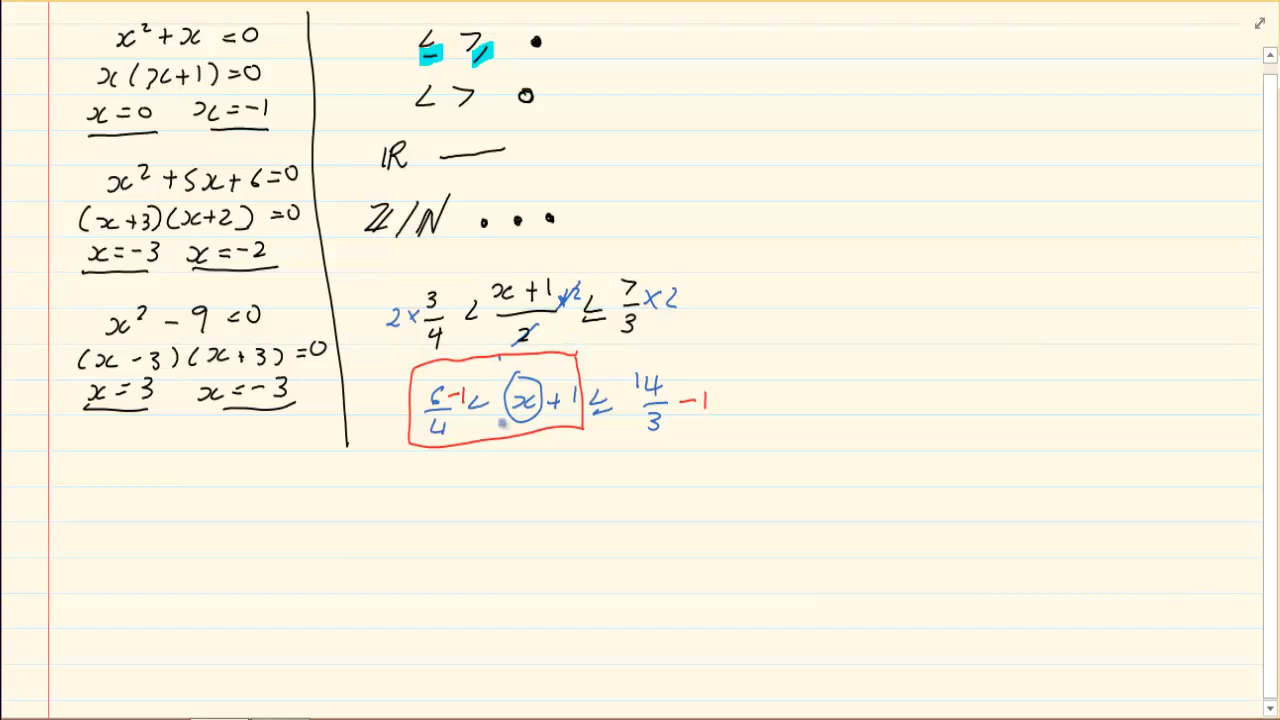 x² + x = 0
x(x+1)=0
x=0 x=-1
x² +5x+6=0
(x+3)(x+2)=0
x=-3 x=-2
x² - 9 =0
(x-3)(x+3)=0
x=3 x=-3
≤ ≥ •
< > o
ℝ —
ℤ/ℕ • • •
2 × 3/4 < (x+1)/2 ×2 ≤ 7/3 ×2
6/4 -1 < x +1 ≤ 14/3 -1